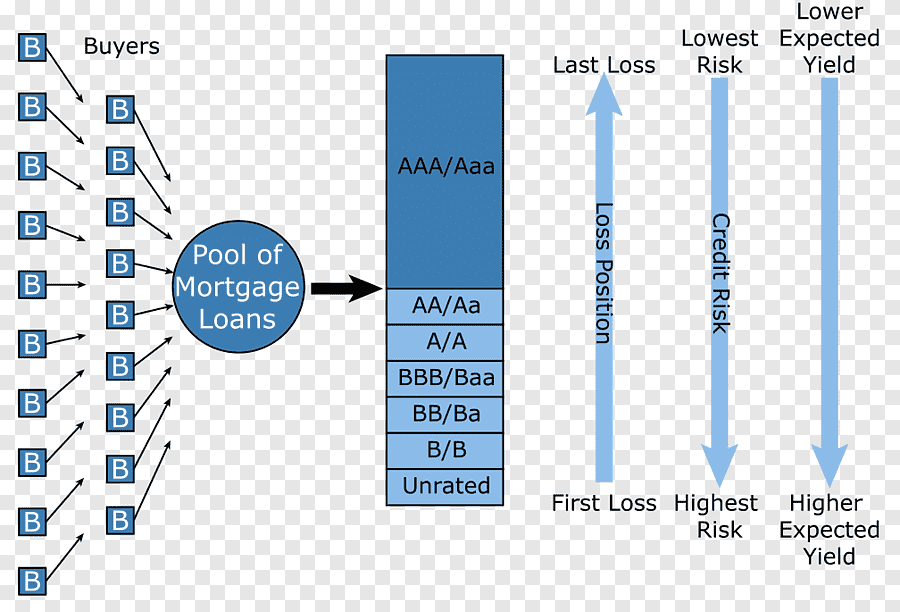 B
B
B
B
B
B
B
B
B
B
Buyers
B
B
B
B
B
B
B
B
B
Pool of
Mortgage
Loans
AAA/Aaa
AA/Aa
A/A
BBB/Baa
BB/Ba
B/B
Unrated
Last Loss
Loss Position
First Loss
Lowest
Risk
Credit Risk
Highest
Risk
Lower
Expected
Yield
Higher
Expected
Yield